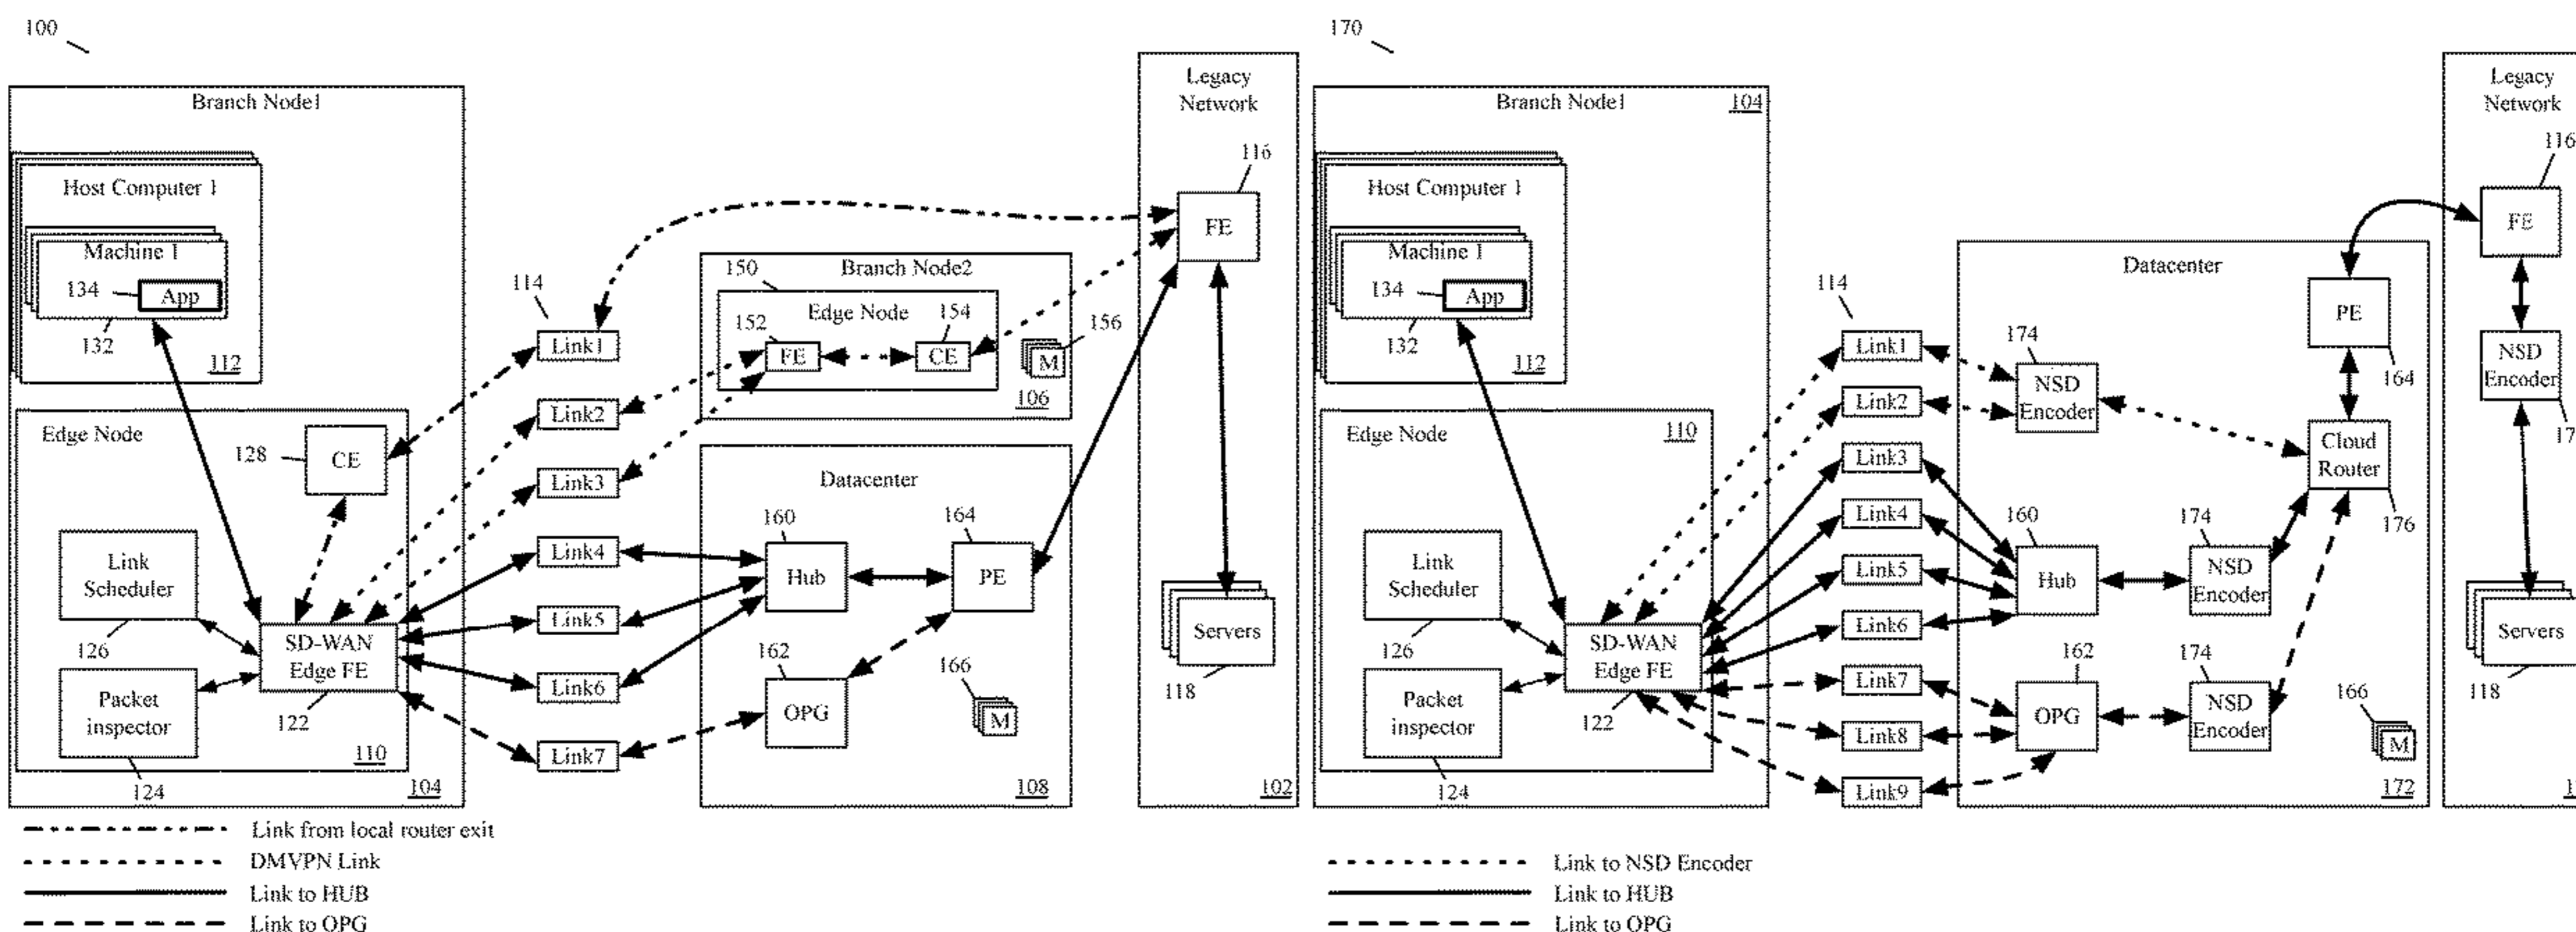 100
Branch Node1
Host Computer 1
Machine 1
134
App
132
112
Edge Node
128
CE
Link
Scheduler
126
SD-WAN
Edge FE
122
Packet
inspector
124
110
104
114
Link1
Link2
Link3
Link4
Link5
Link6
Link7
150
Branch Node2
Edge Node
152
154
FE
CE
156
M
106
Datacenter
160
164
Hub
PE
162
OPG
166
M
108
Legacy
Network
116
FE
Servers
118
102
Link from local router exit
DMVPN Link
Link to HUB
Link to OPG
170
Branch Node1
104
Host Computer 1
Machine 1
134
App
132
112
Edge Node
110
Link
Scheduler
126
SD-WAN
Edge FE
122
Packet
inspector
124
114
Link1
Link2
Link3
Link4
Link5
Link6
Link7
Link8
Link9
Datacenter
174
NSD
Encoder
PE
164
Cloud
Router
176
160
Hub
174
NSD
Encoder
162
OPG
174
NSD
Encoder
166
M
172
Legacy
Network
116
FE
NSD
Encoder
Servers
118
Link to NSD Encoder
Link to HUB
Link to OPG